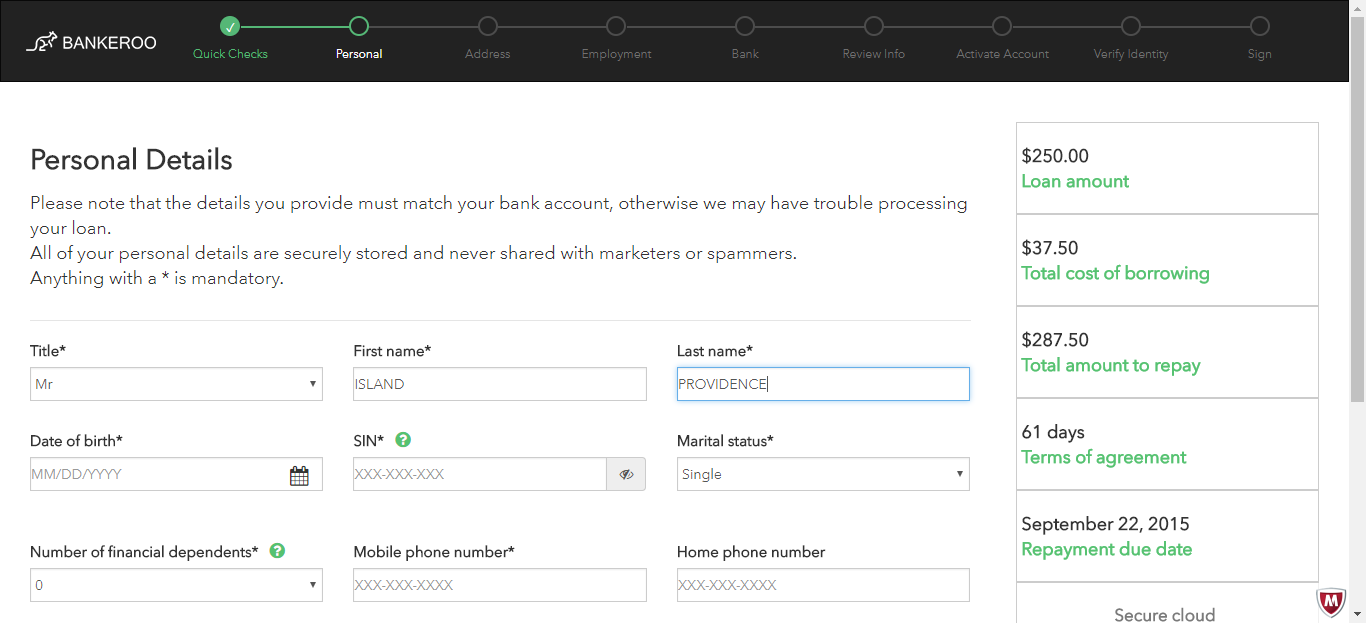 BANKEROO
Quick Checks
Personal
Address
Employment
Bank
Review Info
Activate Account
Verify Identity
Sign
Personal Details
Please note that the details you provide must match your bank account, otherwise we may have trouble processing
your loan.
All of your personal details are securely stored and never shared with marketers or spammers.
Anything with a * is mandatory.
Title*
First name*
Last name*
Mr
ISLAND
PROVIDENCE
Date of birth*
SIN* ?
Marital status*
MM/DD/YYYY
XXX-XXX-XXX
Single
Number of financial dependents* ?
Mobile phone number*
Home phone number
0
XXX-XXX-XXXX
XXX-XXX-XXXX
$250.00
Loan amount
$37.50
Total cost of borrowing
$287.50
Total amount to repay
61 days
Terms of agreement
September 22, 2015
Repayment due date
Secure cloud
M